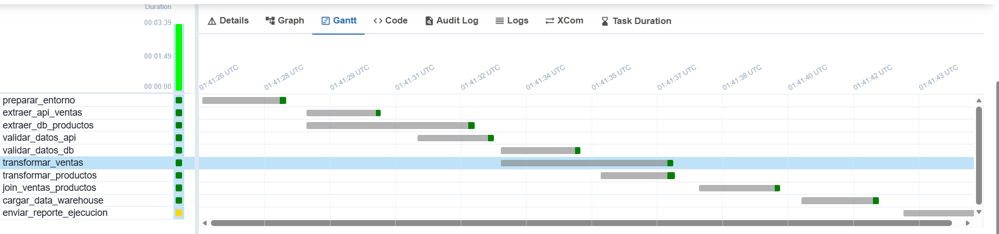 Duration
00:03:39
00:01:49
00:00:00
Details Graph Gantt Code Audit Log Logs XCom Task Duration
01:41:26 UTC 01:41:28 UTC 01:41:29 UTC 01:41:31 UTC 01:41:32 UTC 01:41:34 UTC 01:41:35 UTC 01:41:37 UTC 01:41:38 UTC 01:41:40 UTC 01:41:42 UTC 01:41:43 UTC
preparar_entorno
extraer_api_ventas
extraer_db_productos
validar_datos_api
validar_datos_db
transformar_ventas
transformar_productos
join_ventas_productos
cargar_data_warehouse
enviar_reporte_ejecucion